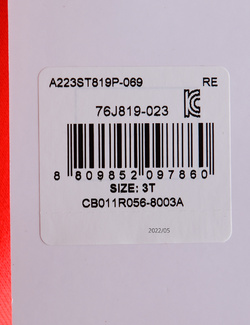 A223ST819P-069 RE
76J819-023
8 809852 097860
SIZE: 3T
CB011R056-8003A
2022/05